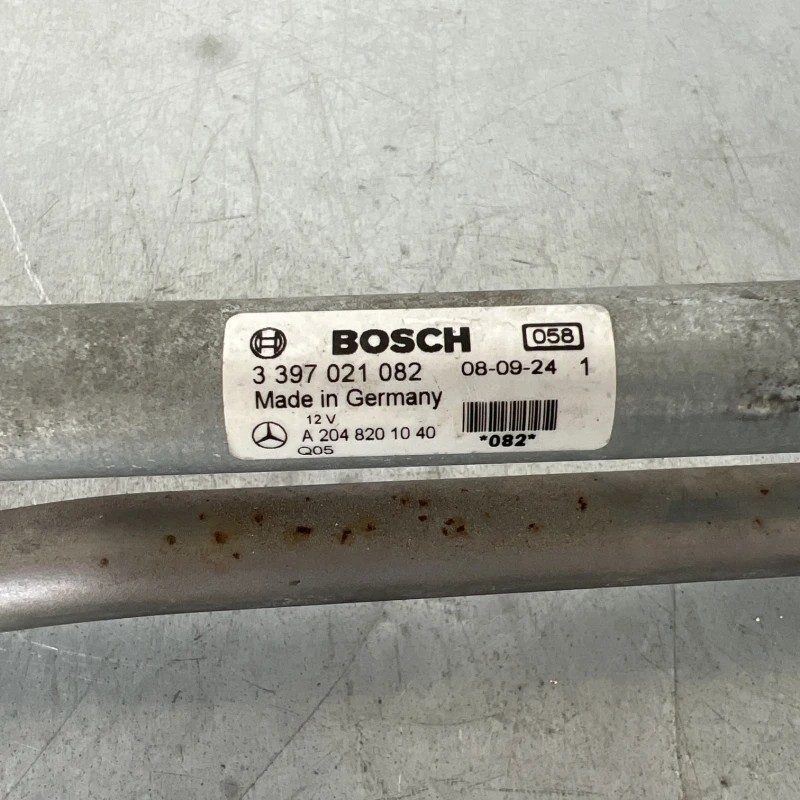 BOSCH 058
3 397 021 082 08-09-24 1
Made in Germany
12 V
A 204 820 10 40 *082*
Q05